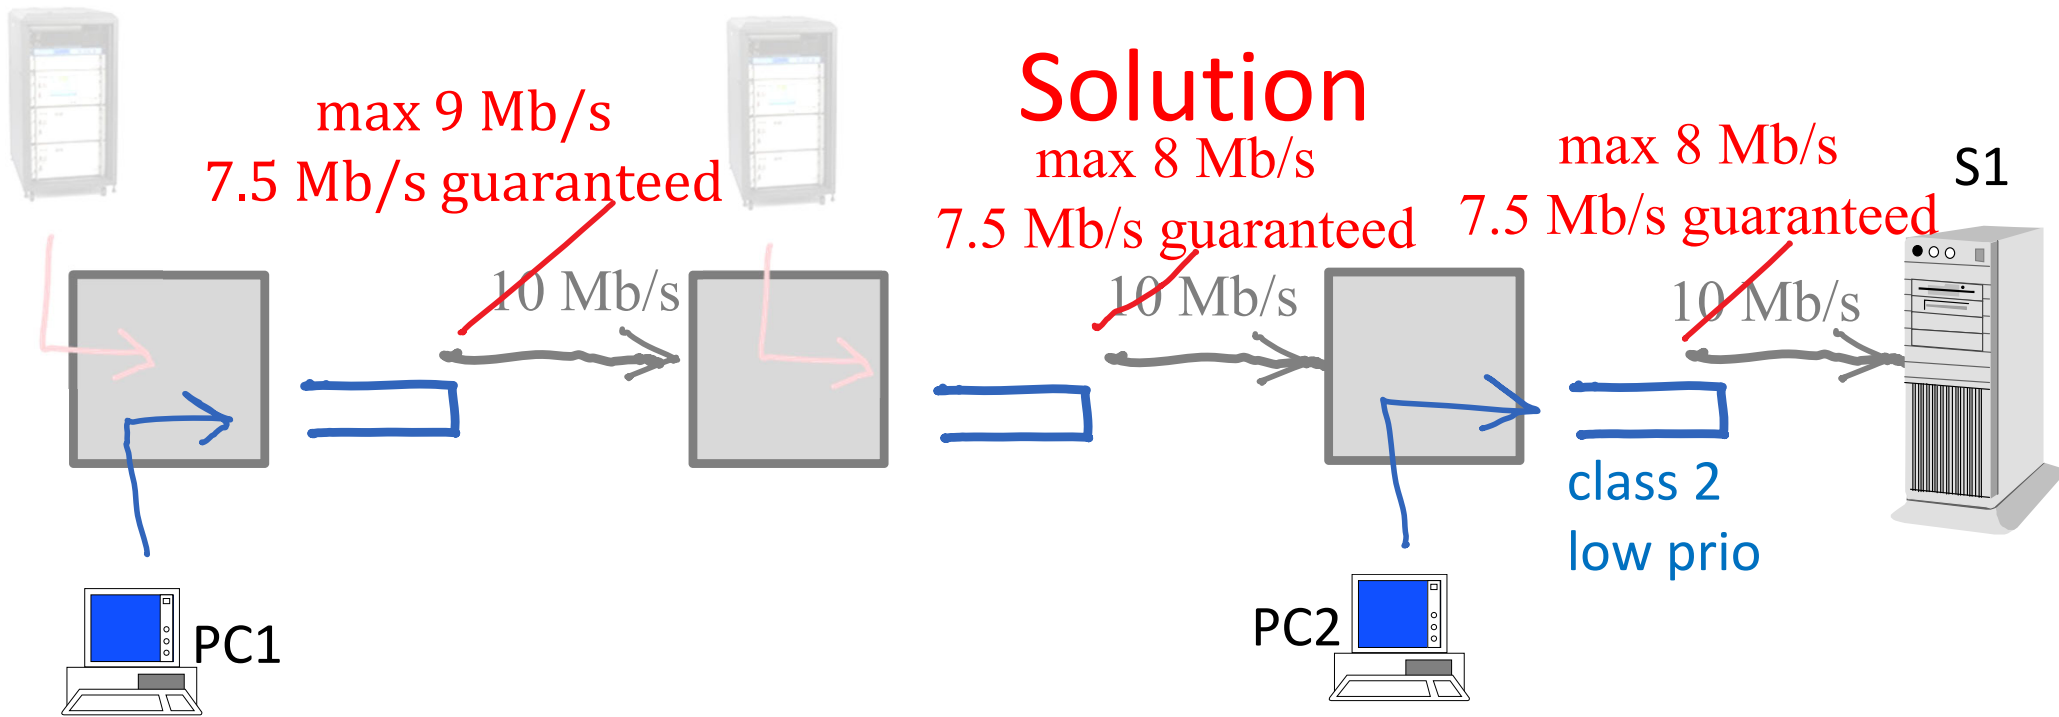 Solution
max 9 Mb/s
7.5 Mb/s guaranteed
max 8 Mb/s
7.5 Mb/s guaranteed
max 8 Mb/s
7.5 Mb/s guaranteed
S1
10 Mb/s
10 Mb/s
10 Mb/s
class 2
low prio
PC1
PC2